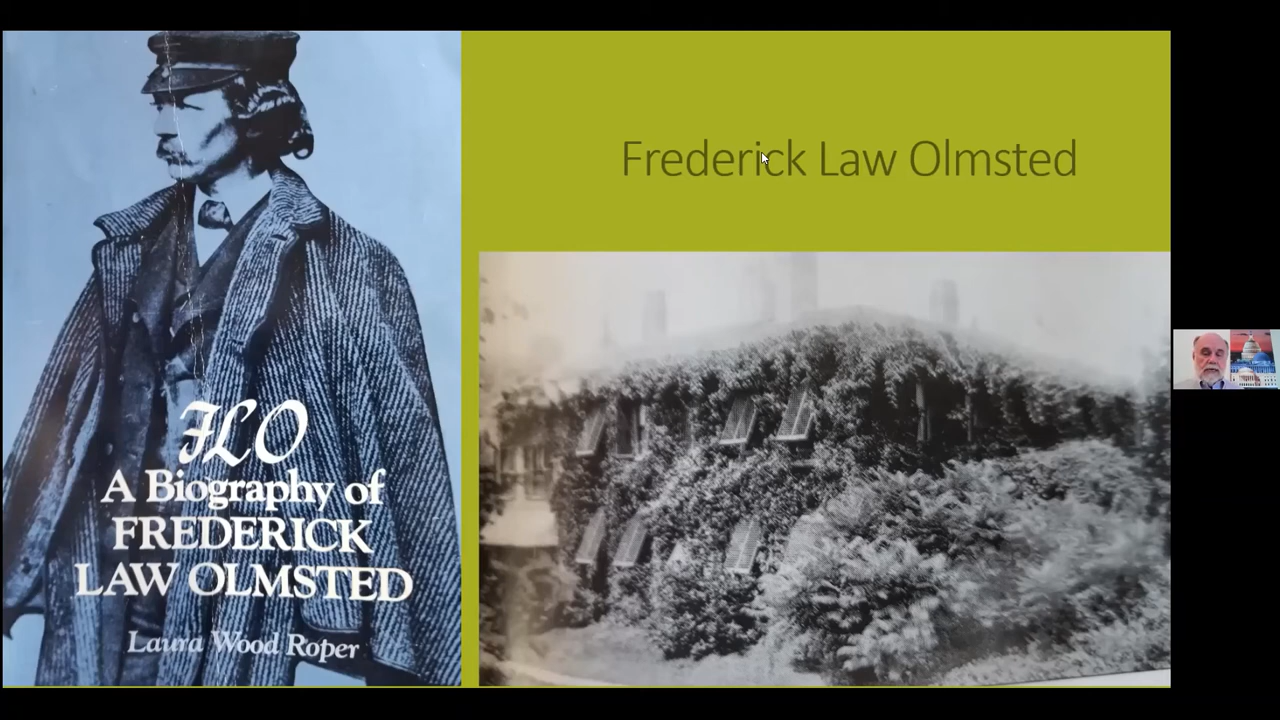 FLO
A Biography of
FREDERICK
LAW OLMSTED
Laura Wood Roper
Frederick Law Olmsted